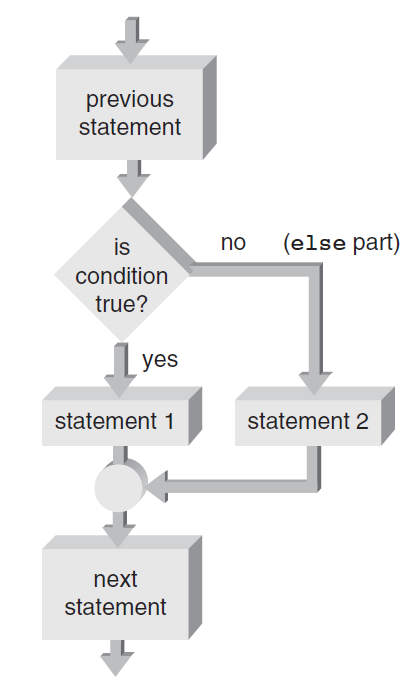 previous
statement
is
condition
true?
no (else part)
yes
statement 1
statement 2
next
statement